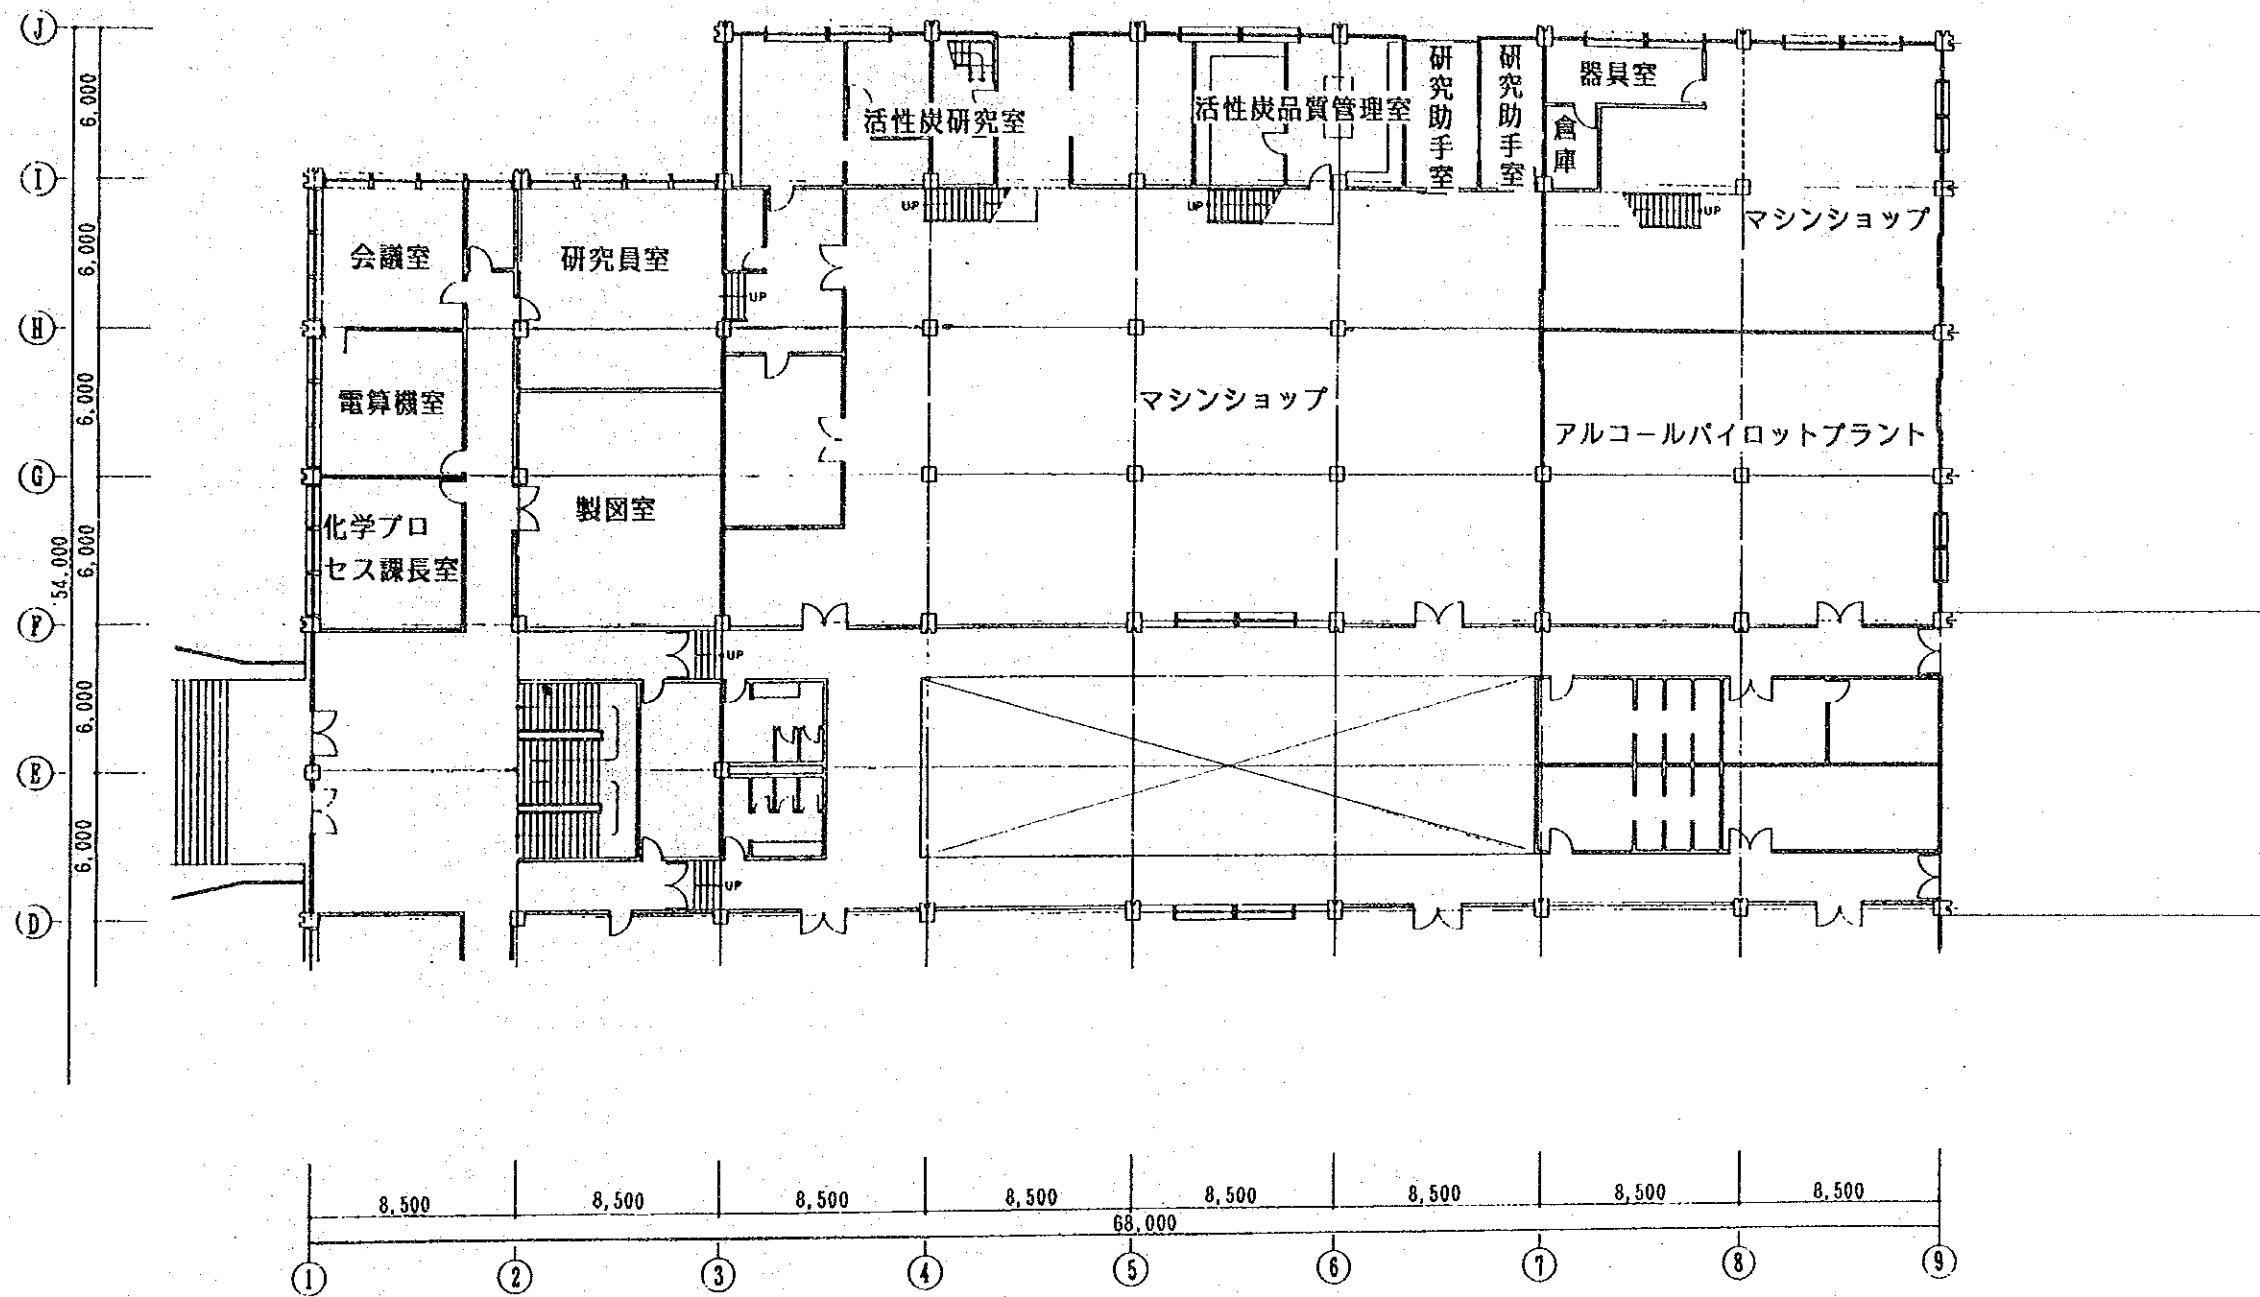 J
I
H
G
F
E
D
6,000
6,000
6,000
6,000
6,000
6,000
54,000
活性炭研究室
活性炭品質管理室
研究助手室
研究助手室
器具室
倉庫
会議室
研究員室
UP
UP
UP
UP
マシンショップ
電算機室
マシンショップ
アルコールパイロットプラント
化学プロ
セス課長室
製図室
UP
UP
8,500
8,500
8,500
8,500
8,500
8,500
8,500
8,500
68,000
1
2
3
4
5
6
7
8
9